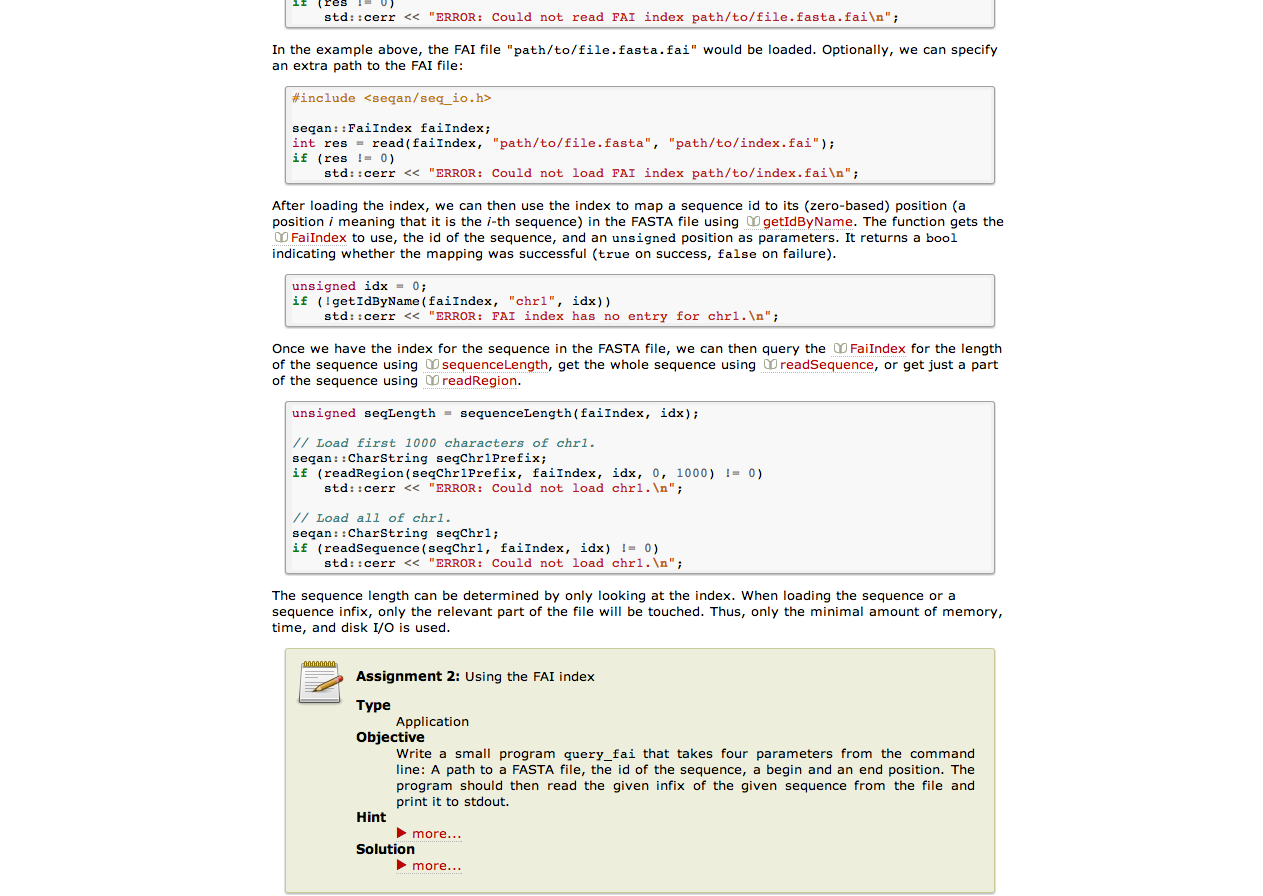 if (res != 0)
std::cerr << "ERROR: Could not read FAI index path/to/file.fasta.fai\n";
In the example above, the FAI file "path/to/file.fasta.fai" would be loaded. Optionally, we can specify
an extra path to the FAI file:
#include <seqan/seq_io.h>
seqan::FaiIndex faiIndex;
int res = read(faiIndex, "path/to/file.fasta", "path/to/index.fai");
if (res != 0)
std::cerr << "ERROR: Could not load FAI index path/to/index.fai\n";
After loading the index, we can then use the index to map a sequence id to its (zero-based) position (a
position i meaning that it is the i-th sequence) in the FASTA file using getIdByName. The function gets the
FaiIndex to use, the id of the sequence, and an unsigned position as parameters. It returns a bool
indicating whether the mapping was successful (true on success, false on failure).
unsigned idx = 0;
if (!getIdByName(faiIndex, "chr1", idx))
std::cerr << "ERROR: FAI index has no entry for chr1.\n";
Once we have the index for the sequence in the FASTA file, we can then query the FaiIndex for the length
of the sequence using sequenceLength, get the whole sequence using readSequence, or get just a part
of the sequence using readRegion.
unsigned seqLength = sequenceLength(faiIndex, idx);
// Load first 1000 characters of chr1.
seqan::CharString seqChr1Prefix;
if (readRegion(seqChr1Prefix, faiIndex, idx, 0, 1000) != 0)
std::cerr << "ERROR: Could not load chr1.\n";
// Load all of chr1.
seqan::CharString seqChr1;
if (readSequence(seqChr1, faiIndex, idx) != 0)
std::cerr << "ERROR: Could not load chr1.\n";
The sequence length can be determined by only looking at the index. When loading the sequence or a
sequence infix, only the relevant part of the file will be touched. Thus, only the minimal amount of memory,
time, and disk I/O is used.
Assignment 2: Using the FAI index
Type
Application
Objective
Write a small program query_fai that takes four parameters from the command
line: A path to a FASTA file, the id of the sequence, a begin and an end position. The
program should then read the given infix of the given sequence from the file and
print it to stdout.
Hint
more...
Solution
more...